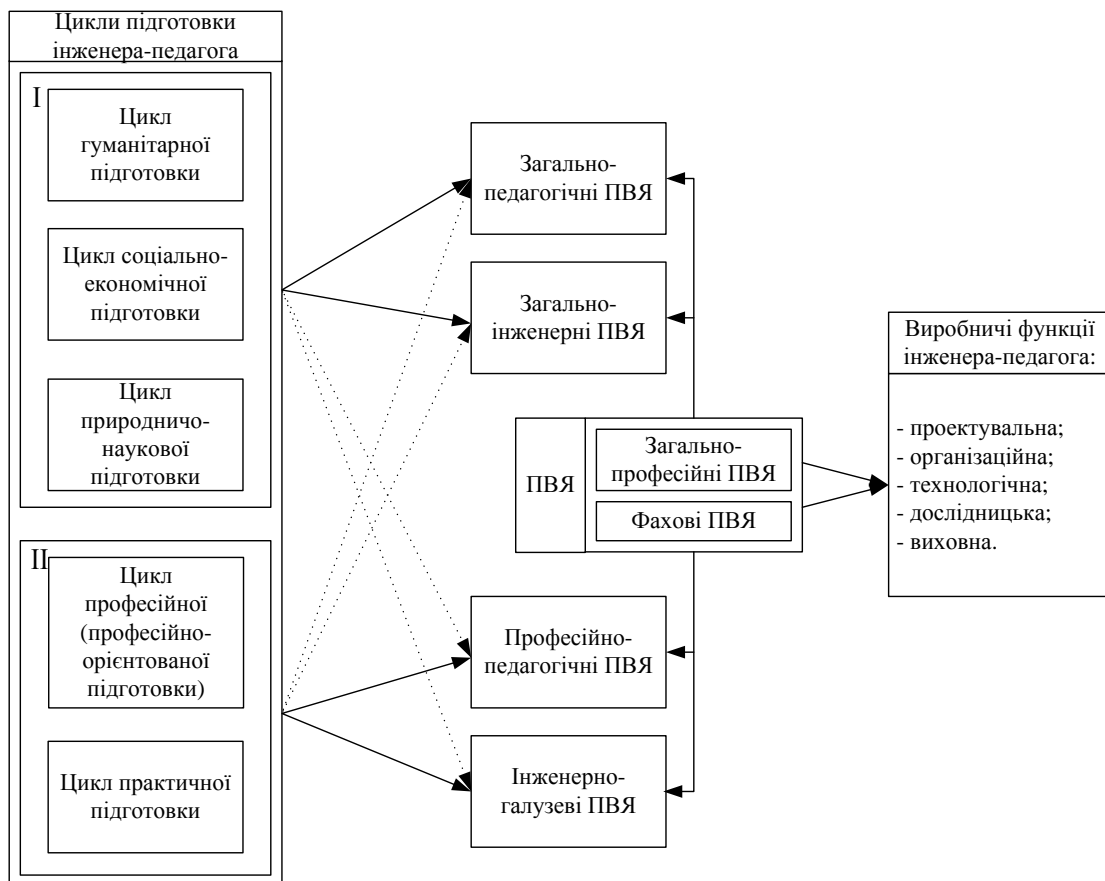 Цикли підготовки
інженера-педагога
I
Цикл
гуманітарної
підготовки
Цикл соціально-
економічної
підготовки
Цикл
природничо-
наукової
підготовки
II
Цикл
професійної
(професійно-
орієнтованої
підготовки)
Цикл практичної
підготовки
Загально-
педагогічні ПВЯ
Загально-
інженерні ПВЯ
ПВЯ
Загально-
професійні ПВЯ
Фахові ПВЯ
Професійно-
педагогічні ПВЯ
Інженерно-
галузеві ПВЯ
Виробничі функції
інженера-педагога:
- проектувальна;
- організаційна;
- технологічна;
- дослідницька;
- виховна.